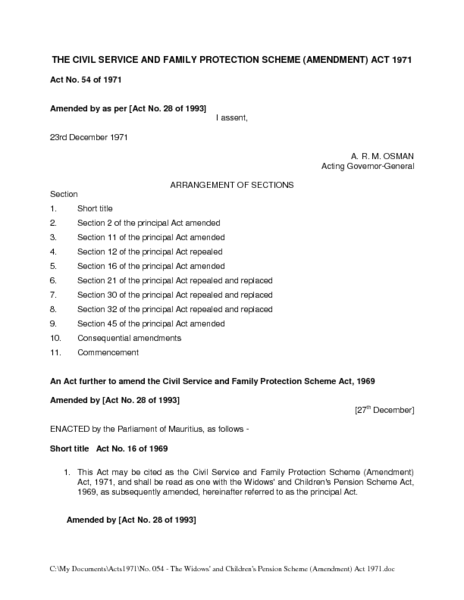 THE CIVIL SERVICE AND FAMILY PROTECTION SCHEME (AMENDMENT) ACT 1971
Act No. 54 of 1971
Amended by as per [Act No. 28 of 1993]
I assent,
23rd December 1971
A. R. M. OSMAN
Acting Governor-General
ARRANGEMENT OF SECTIONS
Section
1. Short title
2. Section 2 of the principal Act amended
3. Section 11 of the principal Act amended
4. Section 12 of the principal Act repealed
5. Section 16 of the principal Act amended
6. Section 21 of the principal Act repealed and replaced
7. Section 30 of the principal Act repealed and replaced
8. Section 32 of the principal Act repealed and replaced
9. Section 45 of the principal Act amended
10. Consequential amendments
11. Commencement
An Act further to amend the Civil Service and Family Protection Scheme Act, 1969
Amended by [Act No. 28 of 1993]
[27th December]
ENACTED by the Parliament of Mauritius, as follows -
Short title Act No. 16 of 1969
1. This Act may be cited as the Civil Service and Family Protection Scheme (Amendment)
Act, 1971, and shall be read as one with the Widows' and Children's Pension Scheme Act,
1969, as subsequently amended, hereinafter referred to as the principal Act.
Amended by [Act No. 28 of 1993]
C:\My Documents\Acts1971\No. 054 - The Widows' and Children's Pension Scheme (Amendment) Act 1971.doc